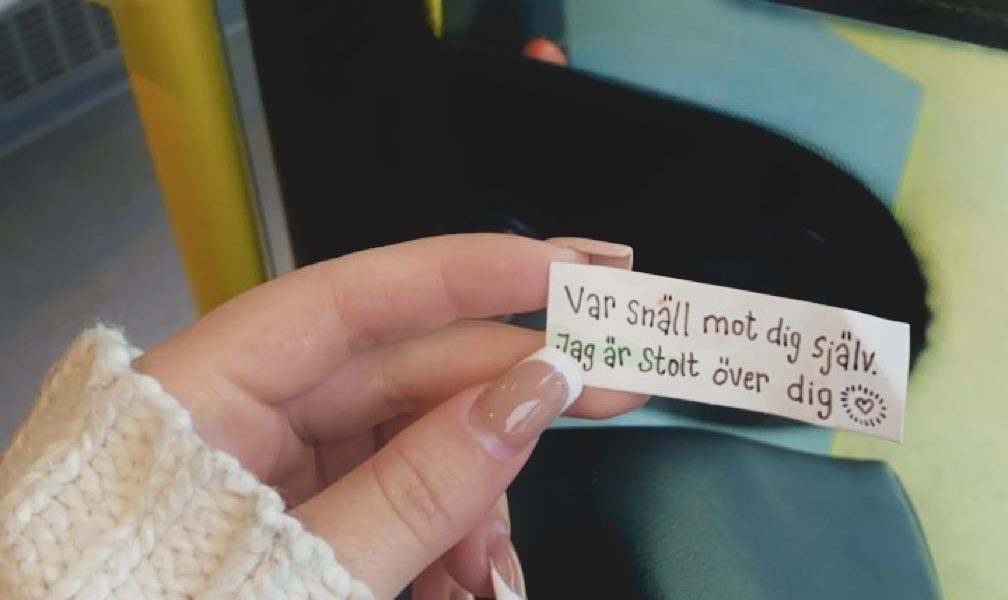 Var snäll mot dig själv.
Jag är Stolt över dig